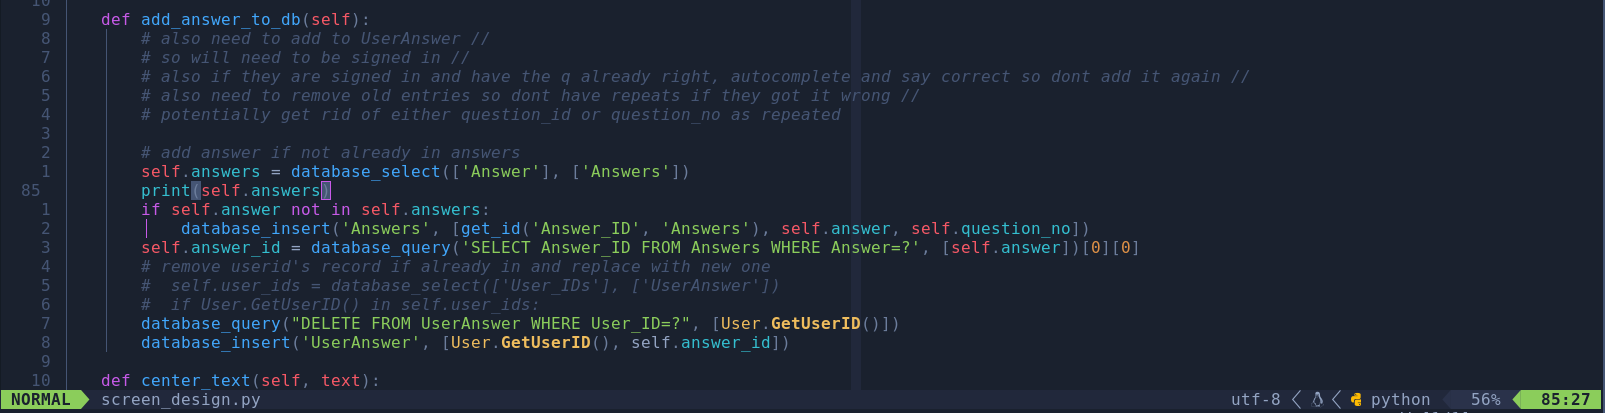 10
9 def add_answer_to_db(self):
8 # also need to add to UserAnswer //
7 # so will need to be signed in //
6 # also if they are signed in and have the q already right, autocomplete and say correct so dont add it again //
5 # also need to remove old entries so dont have repeats if they got it wrong //
4 # potentially get rid of either question_id or question_no as repeated
3
2 # add answer if not already in answers
1 self.answers = database_select(['Answer'], ['Answers'])
85 print(self.answers)
1 if self.answer not in self.answers:
2 database_insert('Answers', [get_id('Answer_ID', 'Answers'), self.answer, self.question_no])
3 self.answer_id = database_query('SELECT Answer_ID FROM Answers WHERE Answer=?', [self.answer])[0][0]
4 # remove userid's record if already in and replace with new one
5 #  self.user_ids = database_select(['User_IDs'], ['UserAnswer'])
6 #  if User.GetUserID() in self.user_ids:
7 database_query("DELETE FROM UserAnswer WHERE User_ID=?", [User.GetUserID()])
8 database_insert('UserAnswer', [User.GetUserID(), self.answer_id])
9
10 def center_text(self, text):
NORMAL screen_design.py utf-8 python 56% 85:27